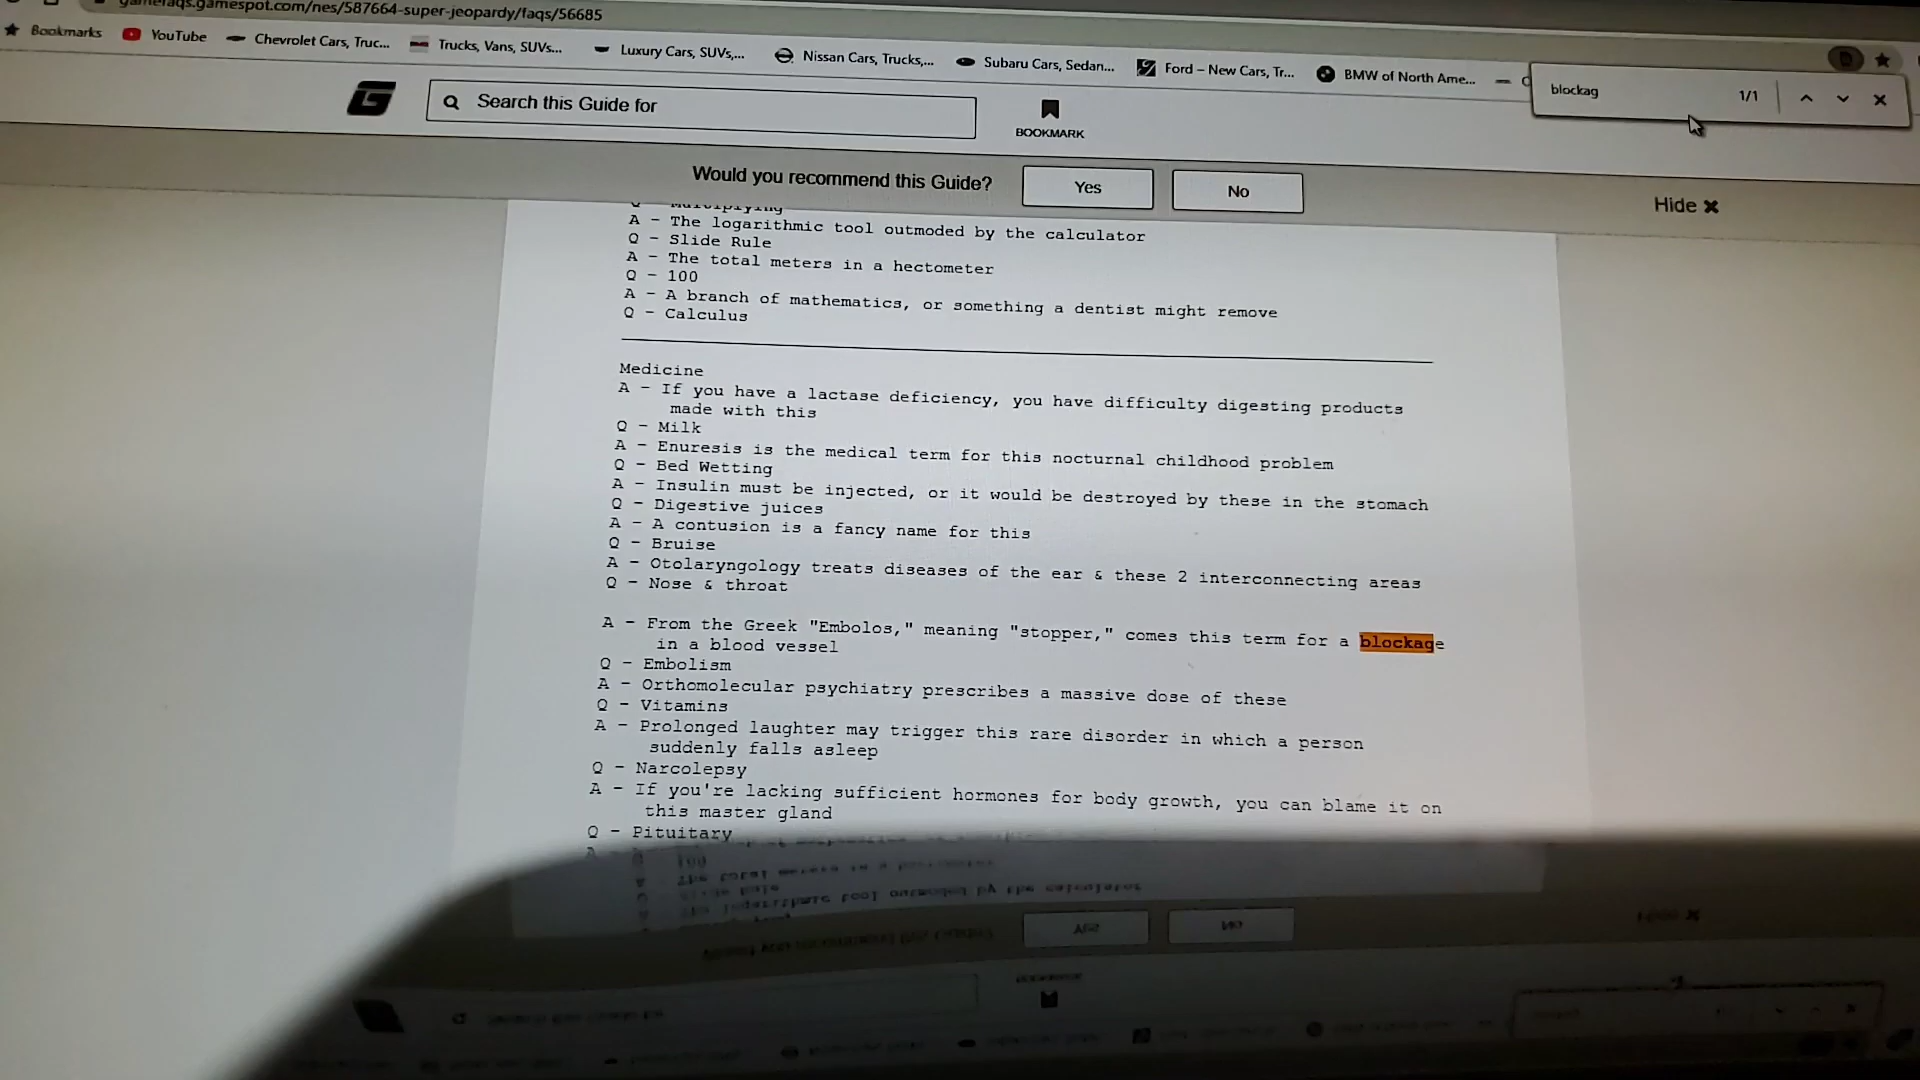 gamefaqs.gamespot.com/nes/587664-super-jeopardy/faqs/56685
Bookmarks YouTube Chevrolet Cars, Truc... Trucks, Vans, SUVs... Luxury Cars, SUVs,... Nissan Cars, Trucks,... Subaru Cars, Sedan... Ford – New Cars, Tr... BMW of North Ame... C
blockag 1/1
Search this Guide for
BOOKMARK
Would you recommend this Guide? Yes No
Hide ✖
Q - Multiplying
A - The logarithmic tool outmoded by the calculator
Q - Slide Rule
A - The total meters in a hectometer
Q - 100
A - A branch of mathematics, or something a dentist might remove
Q - Calculus
Medicine
A - If you have a lactase deficiency, you have difficulty digesting products
made with this
Q - Milk
A - Enuresis is the medical term for this nocturnal childhood problem
Q - Bed Wetting
A - Insulin must be injected, or it would be destroyed by these in the stomach
Q - Digestive juices
A - A contusion is a fancy name for this
Q - Bruise
A - Otolaryngology treats diseases of the ear & these 2 interconnecting areas
Q - Nose & throat
A - From the Greek "Embolos," meaning "stopper," comes this term for a blockage
in a blood vessel
Q - Embolism
A - Orthomolecular psychiatry prescribes a massive dose of these
Q - Vitamins
A - Prolonged laughter may trigger this rare disorder in which a person
suddenly falls asleep
Q - Narcolepsy
A - If you're lacking sufficient hormones for body growth, you can blame it on
this master gland
Q - Pituitary